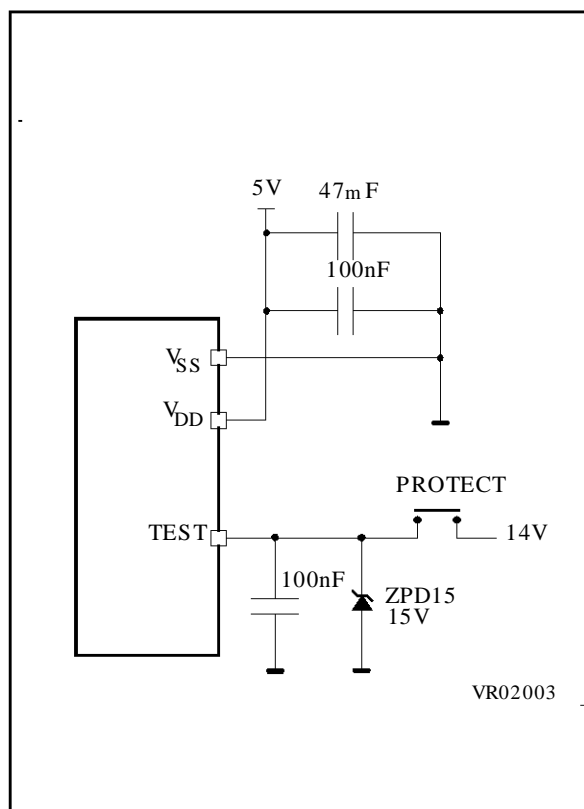 5V
47mF
100nF
VSS
VDD
PROTECT
TEST
14V
100nF
ZPD15
15V
VR02003